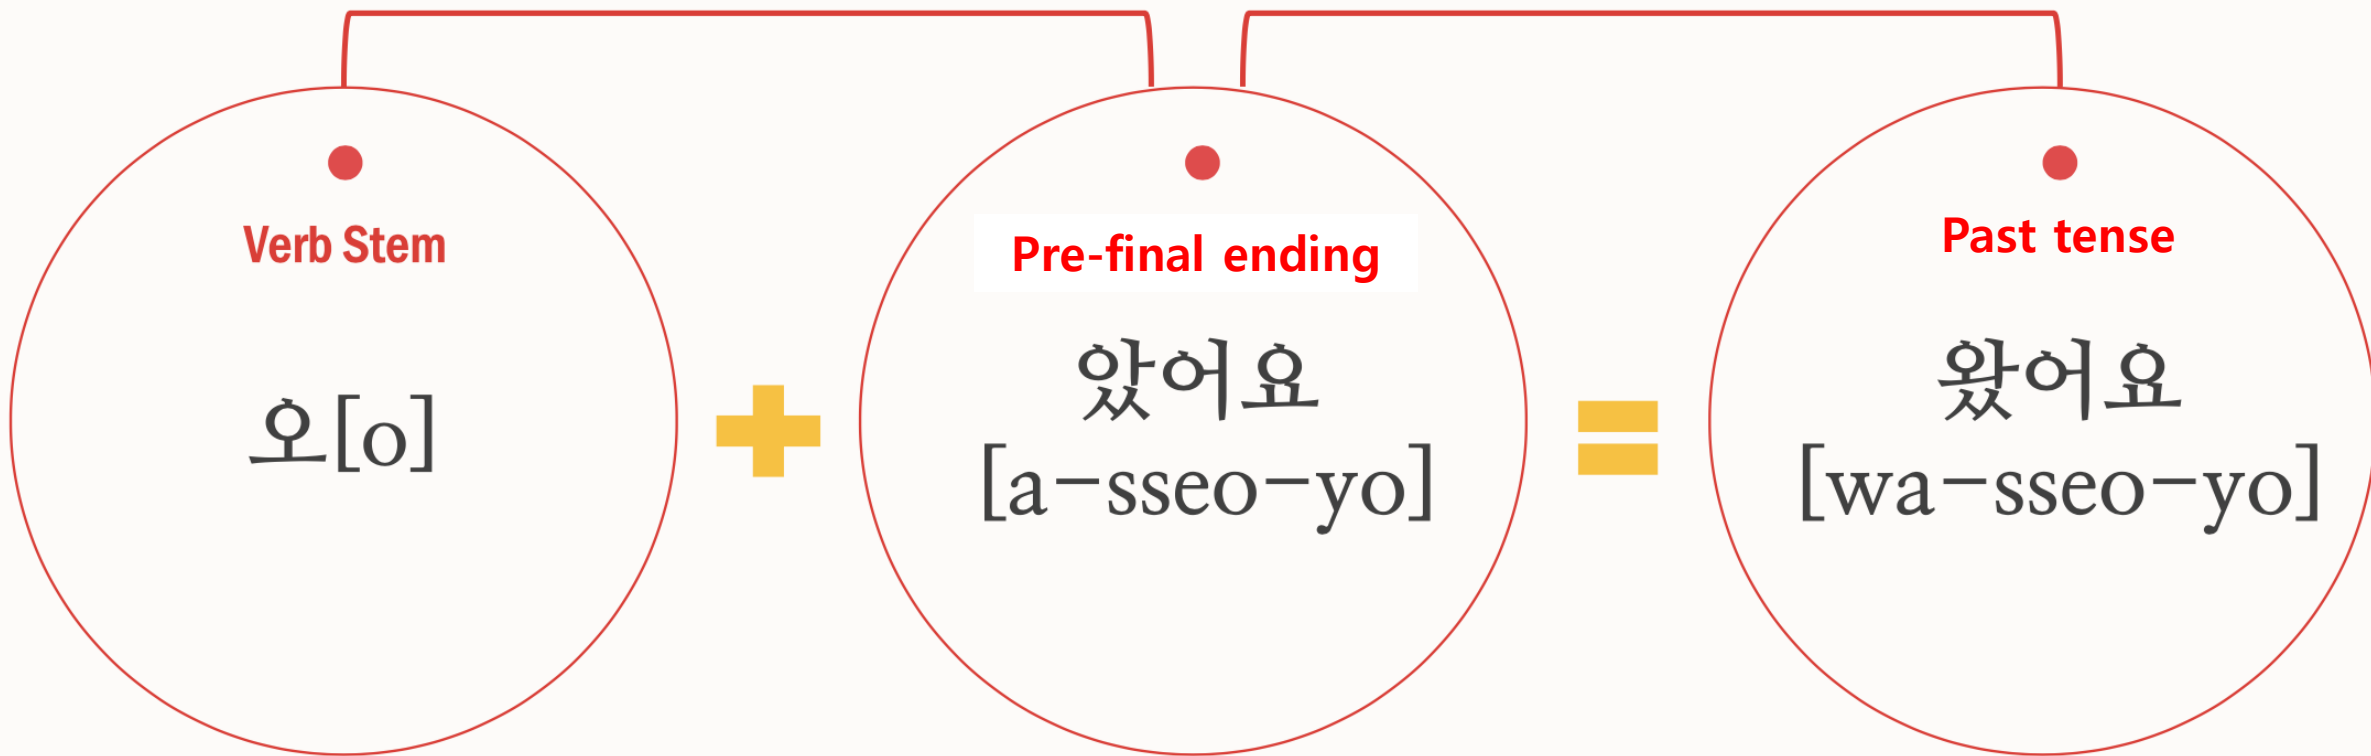 Verb Stem
오[o]
Pre-final ending
았어요
[a-sseo-yo]
Past tense
왔어요
[wa-sseo-yo]